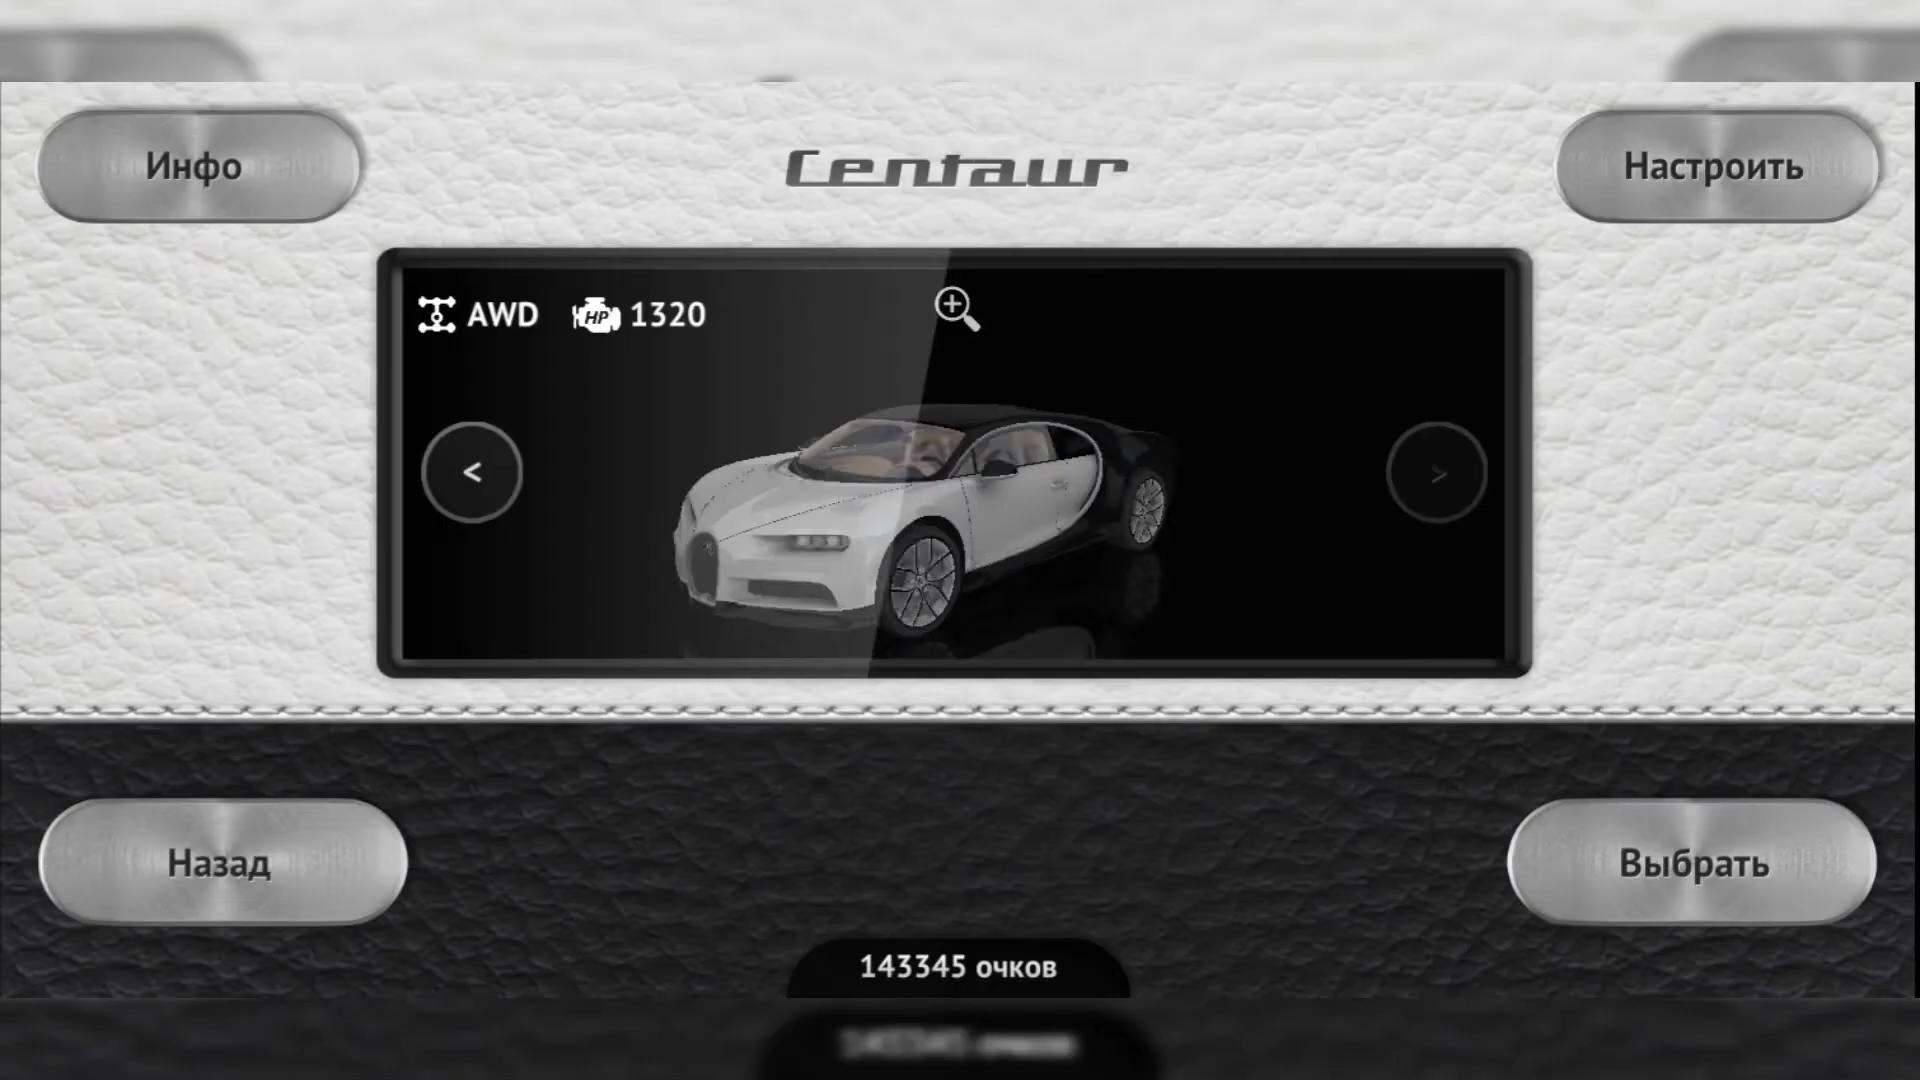 Инфо
Centaur
Настроить
AWD
HP 1320
<
>
Назад
Выбрать
143345 очков